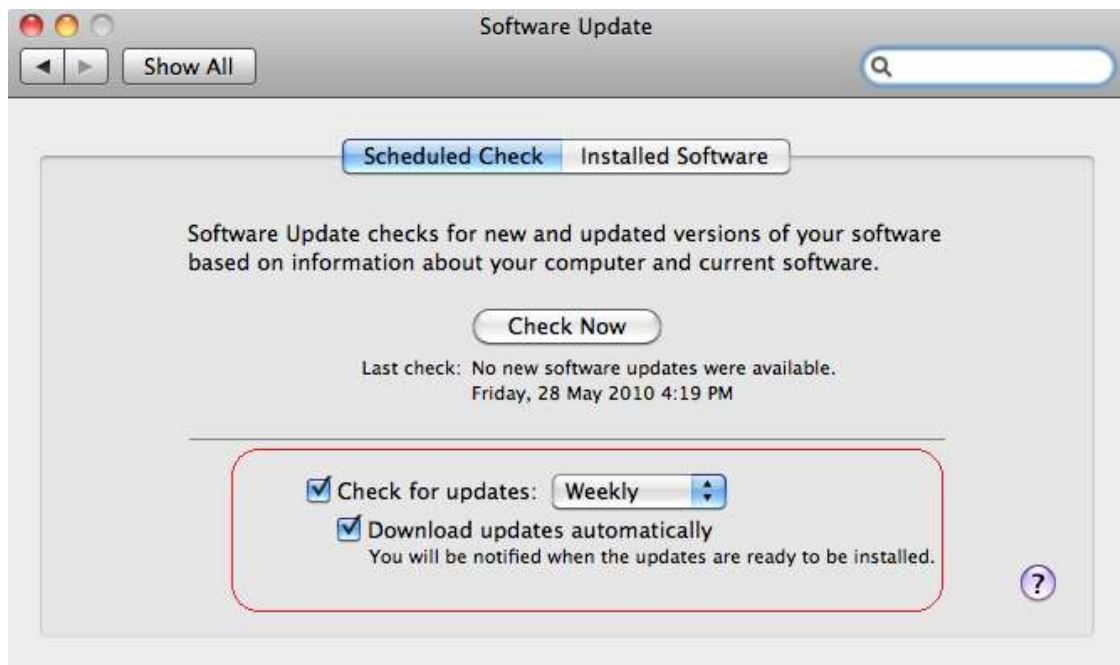 Software Update
Show All
Scheduled Check
Installed Software
Software Update checks for new and updated versions of your software
based on information about your computer and current software.
Check Now
Last check: No new software updates were available.
Friday, 28 May 2010 4:19 PM
Check for updates: Weekly
Download updates automatically
You will be notified when the updates are ready to be installed.
?